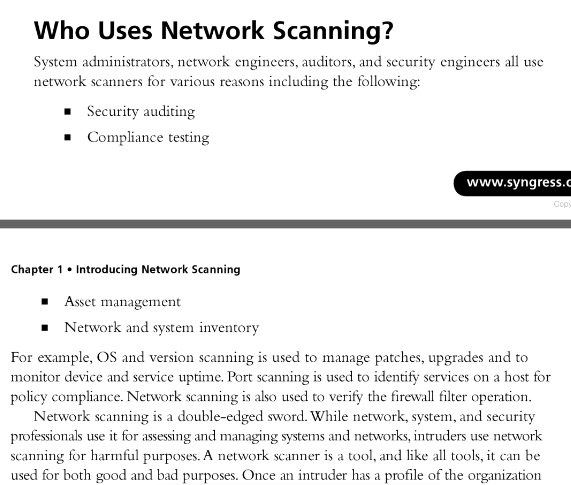 Who Uses Network Scanning?
System administrators, network engineers, auditors, and security engineers all use
network scanners for various reasons including the following:
■ Security auditing
■ Compliance testing
www.syngress.c
Copy
Chapter 1 • Introducing Network Scanning
■ Asset management
■ Network and system inventory
For example, OS and version scanning is used to manage patches, upgrades and to
monitor device and service uptime. Port scanning is used to identify services on a host for
policy compliance. Network scanning is also used to verify the firewall filter operation.
Network scanning is a double-edged sword. While network, system, and security
professionals use it for assessing and managing systems and networks, intruders use network
scanning for harmful purposes. A network scanner is a tool, and like all tools, it can be
used for both good and bad purposes. Once an intruder has a profile of the organization